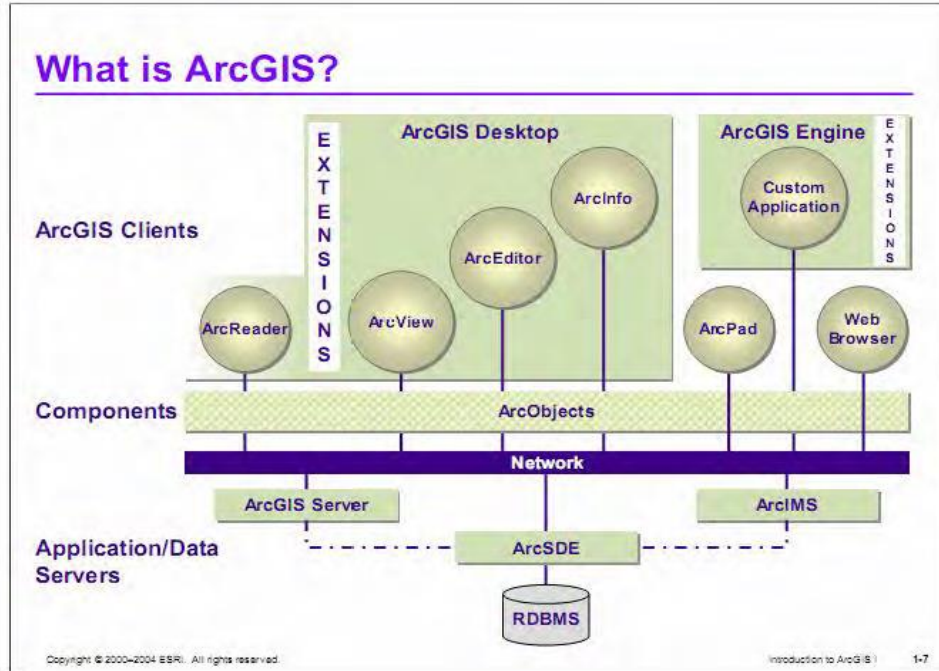 What is ArcGIS?
ArcGIS Clients
EXTENSIONS
ArcGIS Desktop
ArcReader
ArcView
ArcEditor
ArcInfo
ArcGIS Engine
EXTENSIONS
Custom
Application
ArcPad
Web
Browser
Components
ArcObjects
Network
ArcGIS Server
ArcIMS
Application/Data
Servers
ArcSDE
RDBMS
Copyright © 2000–2004 ESRI. All rights reserved.
Introduction to ArcGIS I
1-7